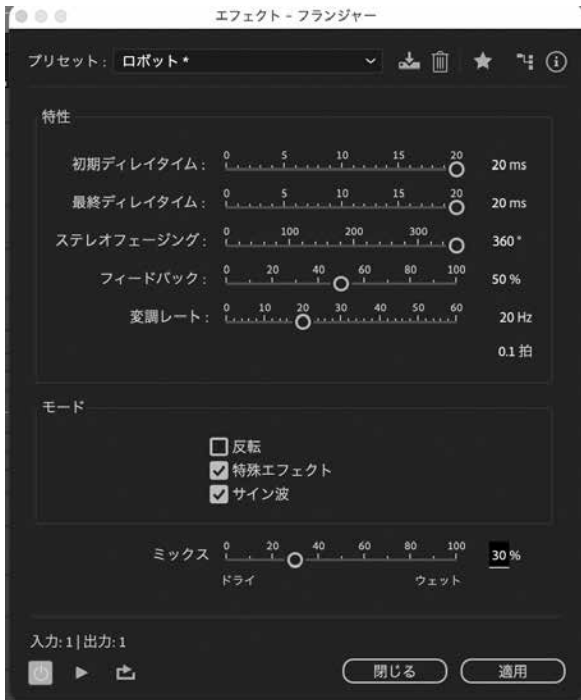 エフェクト - フランジャー
プリセット : ロボット *
特性
初期ディレイタイム : 0 5 10 15 20 20 ms
最終ディレイタイム : 0 5 10 15 20 20 ms
ステレオフェージング : 0 100 200 300 360 °
フィードバック : 0 20 40 60 80 100 50 %
変調レート : 0 10 20 30 40 50 60 20 Hz
0.1 拍
モード
反転
特殊エフェクト
サイン波
ミックス 0 20 40 60 80 100 30 %
ドライ ウェット
入力: 1 | 出力: 1
閉じる 適用